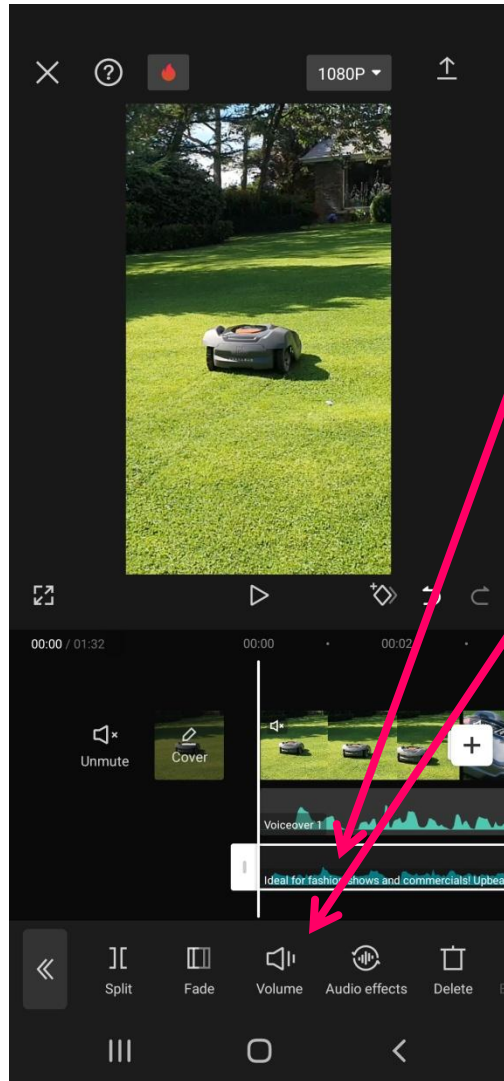 1080P
00:00 / 01:32
00:00
00:02
Unmute
Cover
Voiceover 1
Ideal for fashion shows and commercials! Upbea
Split
Fade
Volume
Audio effects
Delete